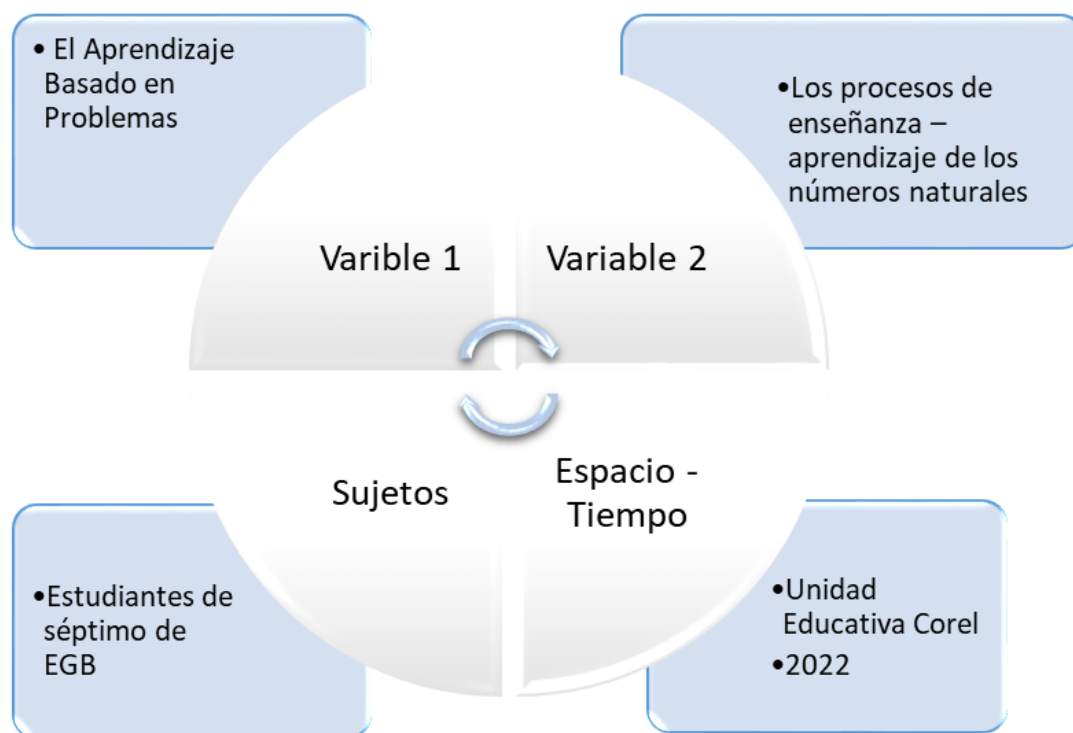 • El Aprendizaje
Basado en
Problemas
•Los procesos de
enseñanza –
aprendizaje de los
números naturales
Varible 1
Variable 2
Sujetos
Espacio -
Tiempo
•Estudiantes de
séptimo de
EGB
•Unidad
Educativa Corel
•2022